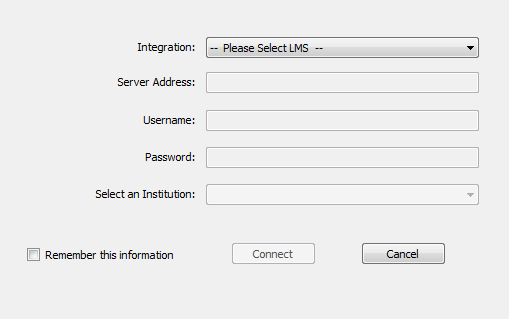 Integration: -- Please Select LMS --
Server Address:
Username:
Password:
Select an Institution:
Remember this information Connect Cancel